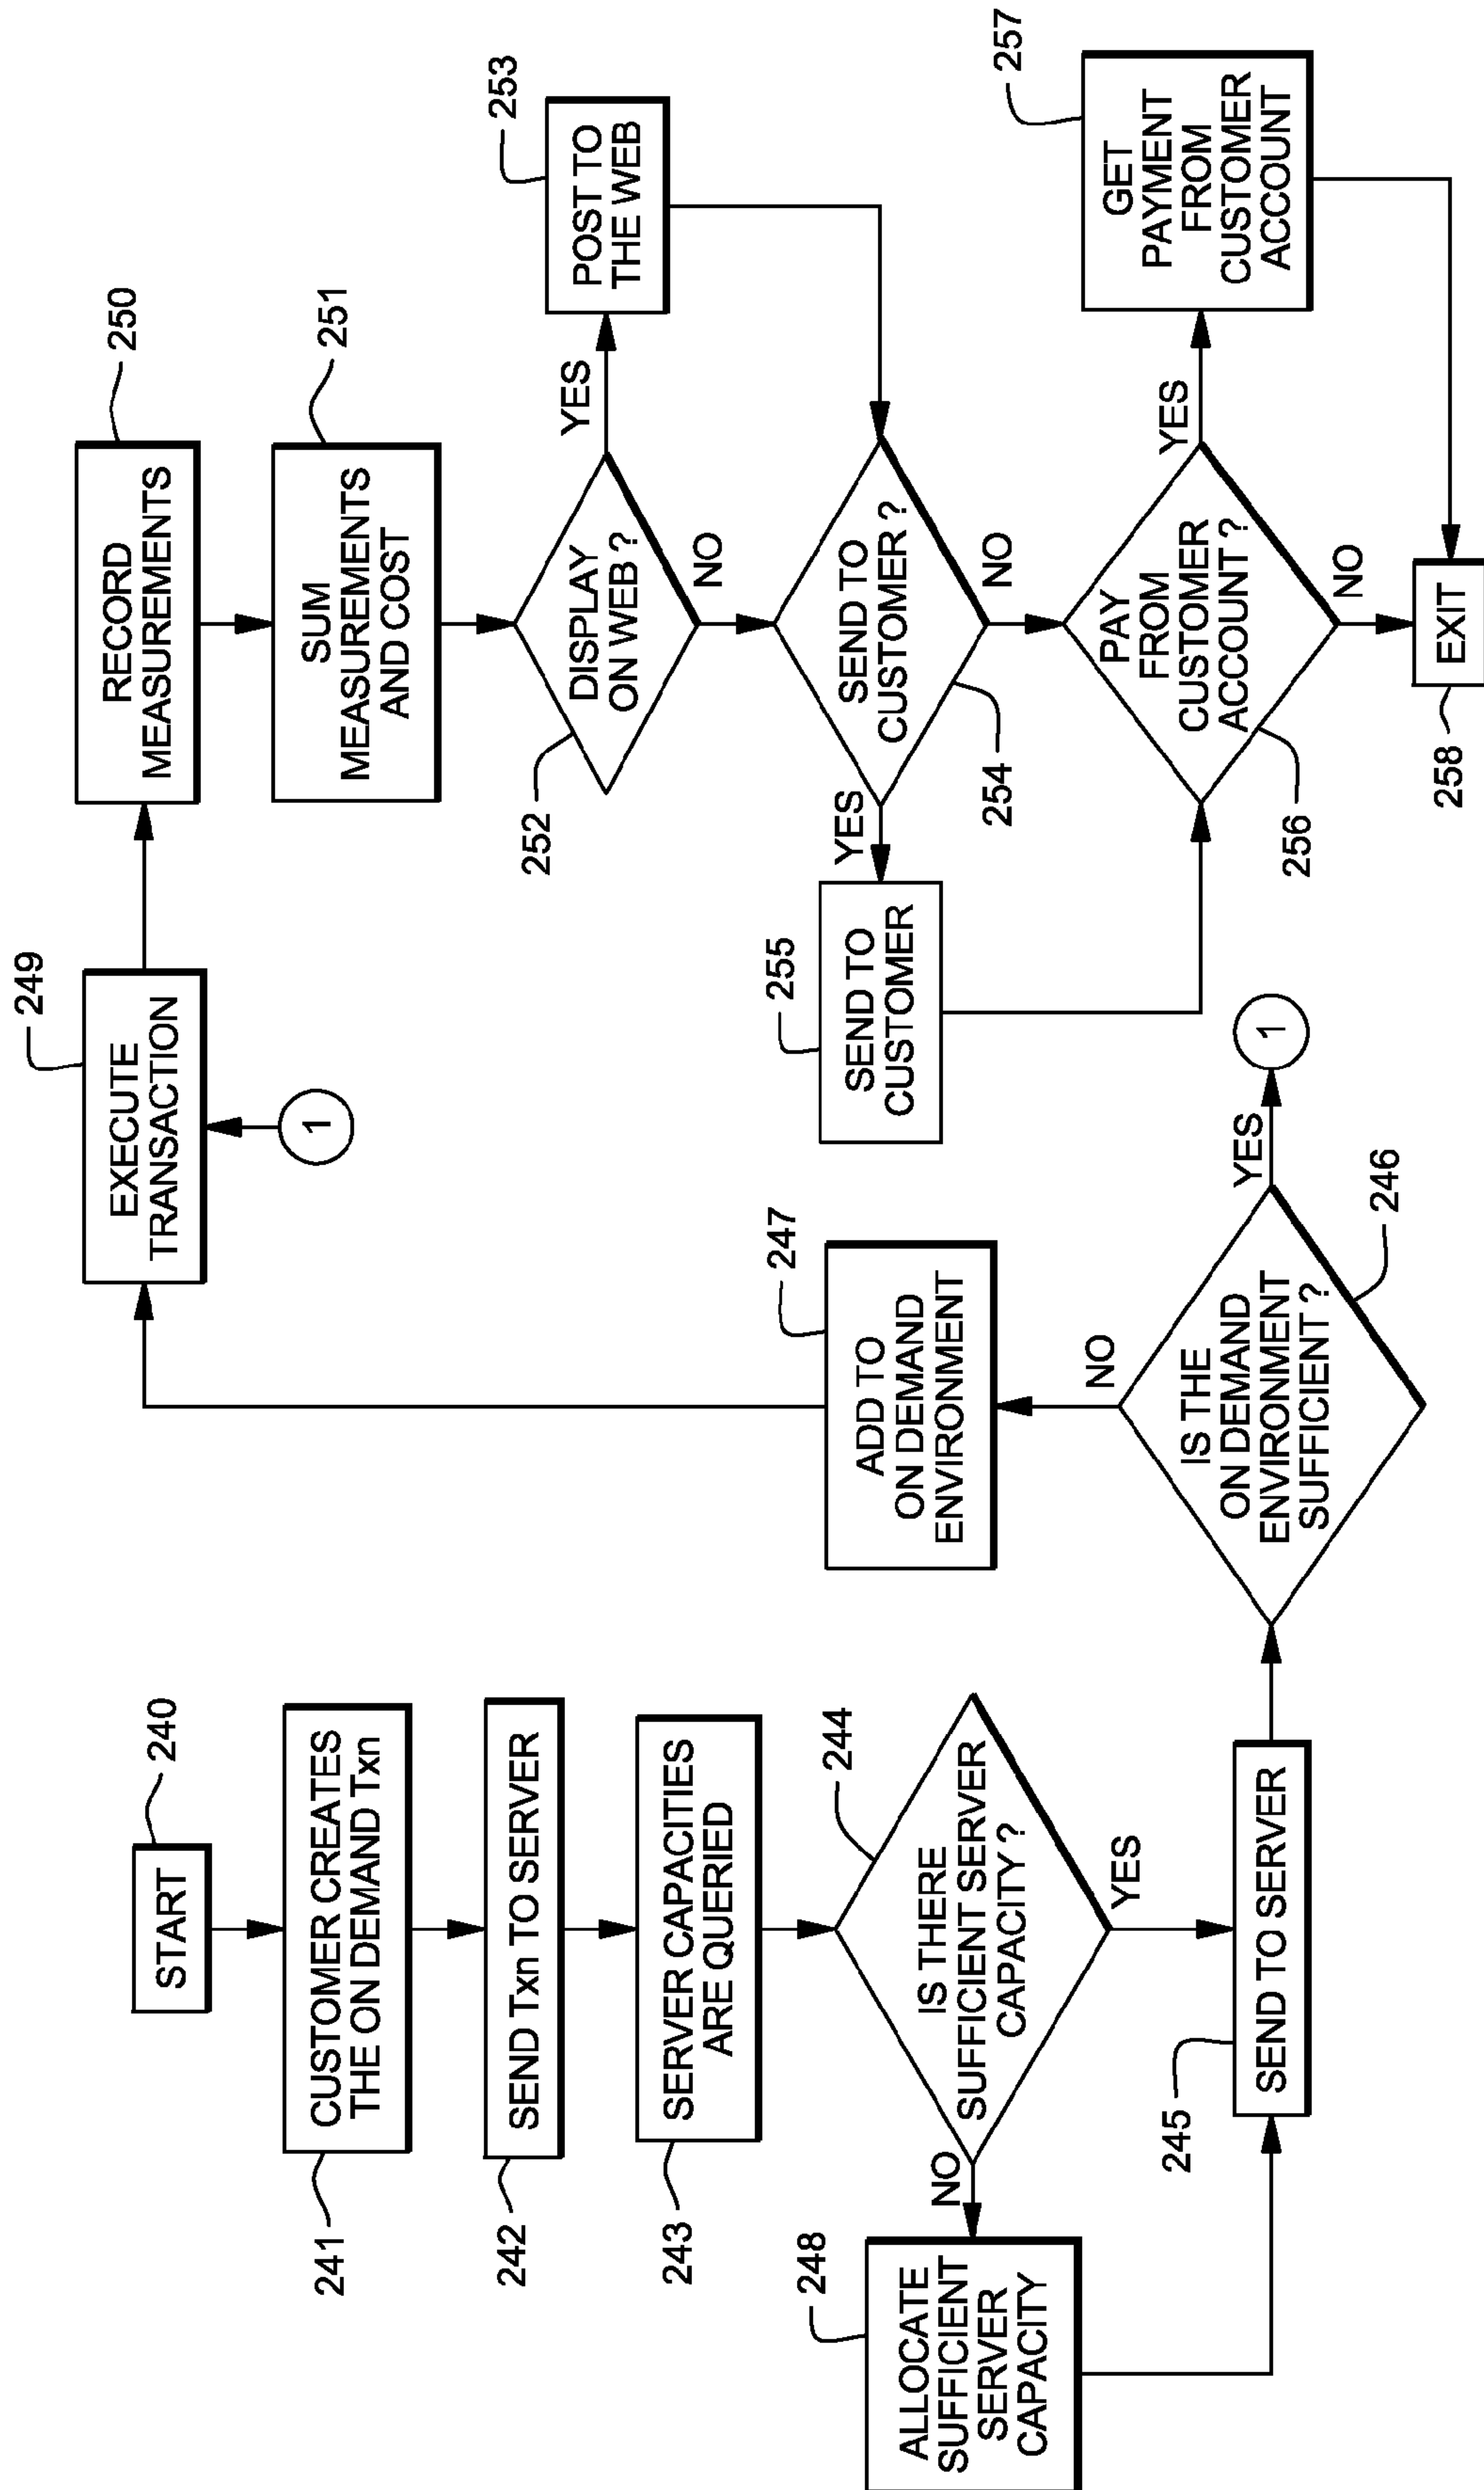 240
START
241
CUSTOMER CREATES
THE ON DEMAND Txn
242
SEND Txn TO SERVER
243
SERVER CAPACITIES
ARE QUERIED
244
IS THERE
SUFFICIENT SERVER
CAPACITY ?
NO
YES
248
ALLOCATE
SUFFICIENT
SERVER
CAPACITY
245
SEND TO SERVER
246
IS THE
ON DEMAND
ENVIRONMENT
SUFFICIENT ?
NO
YES
1
247
ADD TO
ON DEMAND
ENVIRONMENT
249
EXECUTE
TRANSACTION
1
250
RECORD
MEASUREMENTS
251
SUM
MEASUREMENTS
AND COST
252
DISPLAY
ON WEB ?
YES
NO
253
POST TO
THE WEB
254
SEND TO
CUSTOMER ?
YES
NO
255
SEND TO
CUSTOMER
256
PAY
FROM
CUSTOMER
ACCOUNT ?
YES
NO
257
GET
PAYMENT
FROM
CUSTOMER
ACCOUNT
258
EXIT